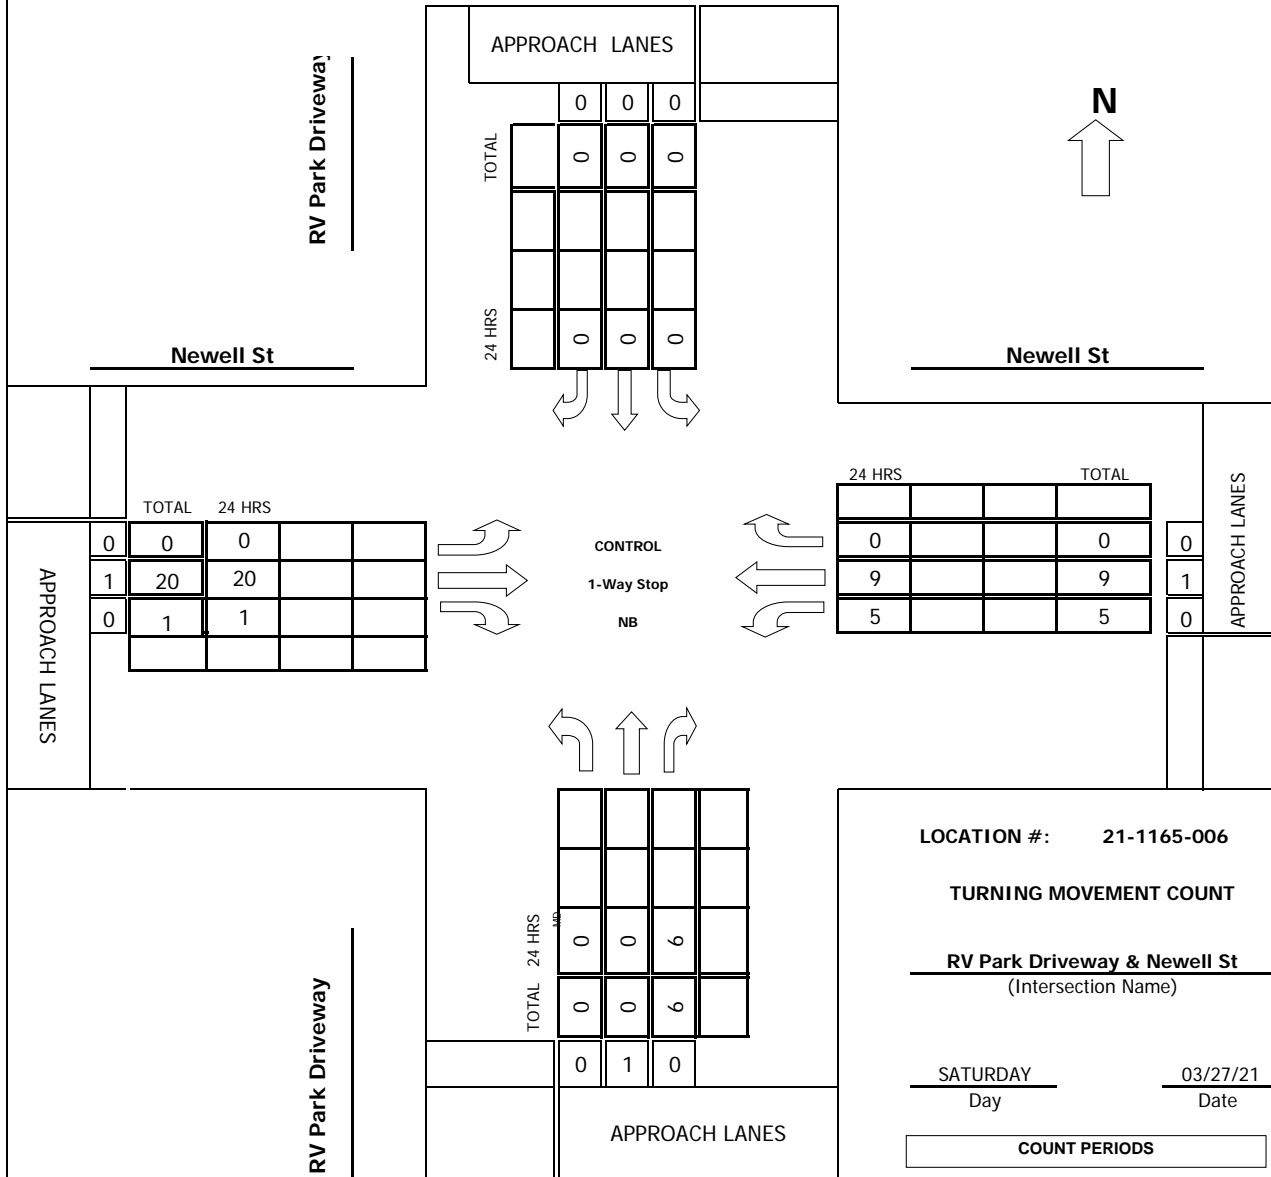 APPROACH LANES
0 0 0
RV Park Driveway
TOTAL
0 0 0
24 HRS
0 0 0
N
Newell St
Newell St
TOTAL 24 HRS
0 0 0
1 20 20
0 1 1
APPROACH LANES
CONTROL
1-Way Stop
NB
24 HRS TOTAL
0 0 0
9 9 1
5 5 0
APPROACH LANES
24 HRS
MD
0 0 6
TOTAL
0 0 6
0 1 0
APPROACH LANES
RV Park Driveway
LOCATION #: 21-1165-006
TURNING MOVEMENT COUNT
RV Park Driveway & Newell St
(Intersection Name)
SATURDAY 03/27/21
Day Date
COUNT PERIODS